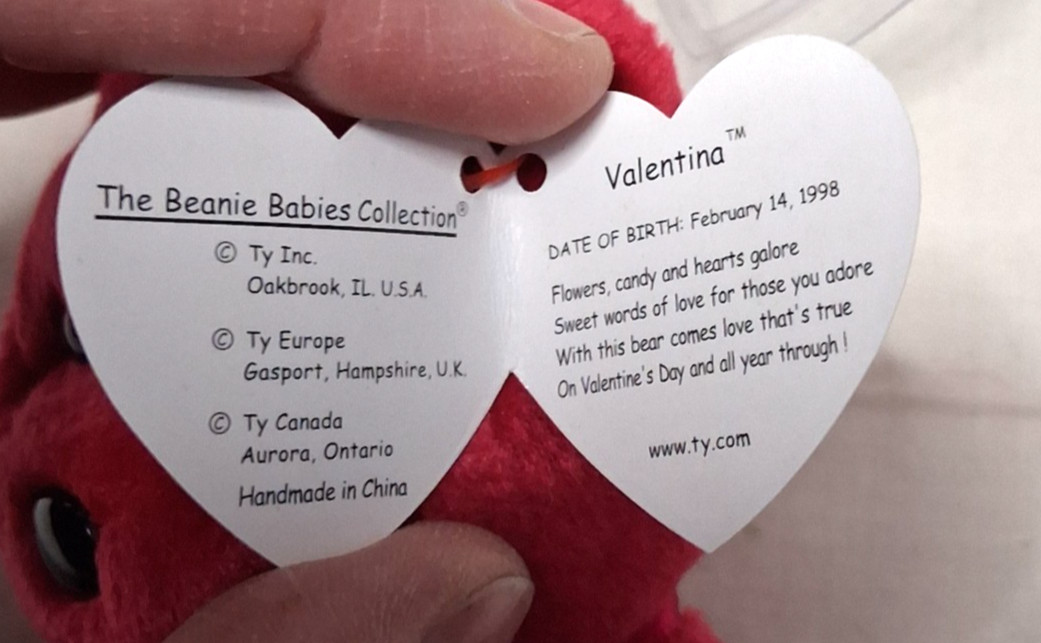 The Beanie Babies Collection®
© Ty Inc.
Oakbrook, IL. U.S.A.
© Ty Europe
Gasport, Hampshire, U.K.
© Ty Canada
Aurora, Ontario
Handmade in China
Valentina™
DATE OF BIRTH: February 14, 1998
Flowers, candy and hearts galore
Sweet words of love for those you adore
With this bear comes love that's true
On Valentine's Day and all year through !
www.ty.com